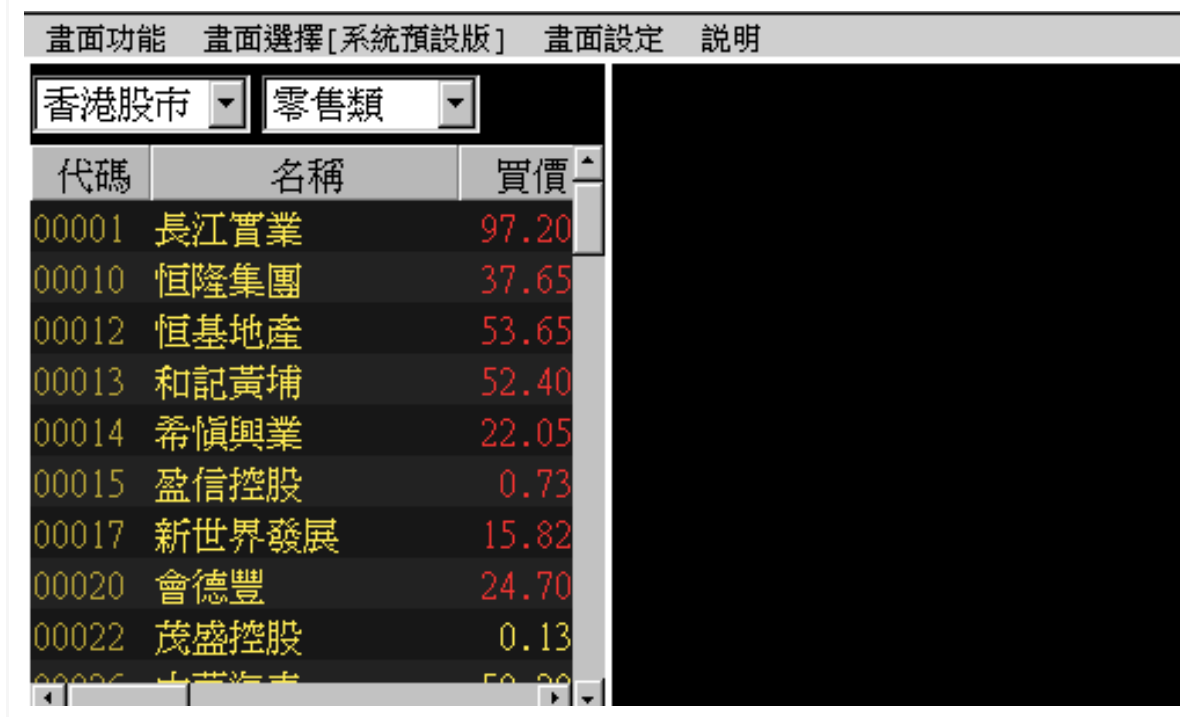 畫面功能 畫面選擇[系統預設版] 畫面設定 說明
香港股市 零售類
代碼 名稱 買價
00001 長江實業 97.20
00010 恒隆集團 37.65
00012 恒基地產 53.65
00013 和記黃埔 52.40
00014 希慎興業 22.05
00015 盈信控股 0.73
00017 新世界發展 15.82
00020 會德豐 24.70
00022 茂盛控股 0.13